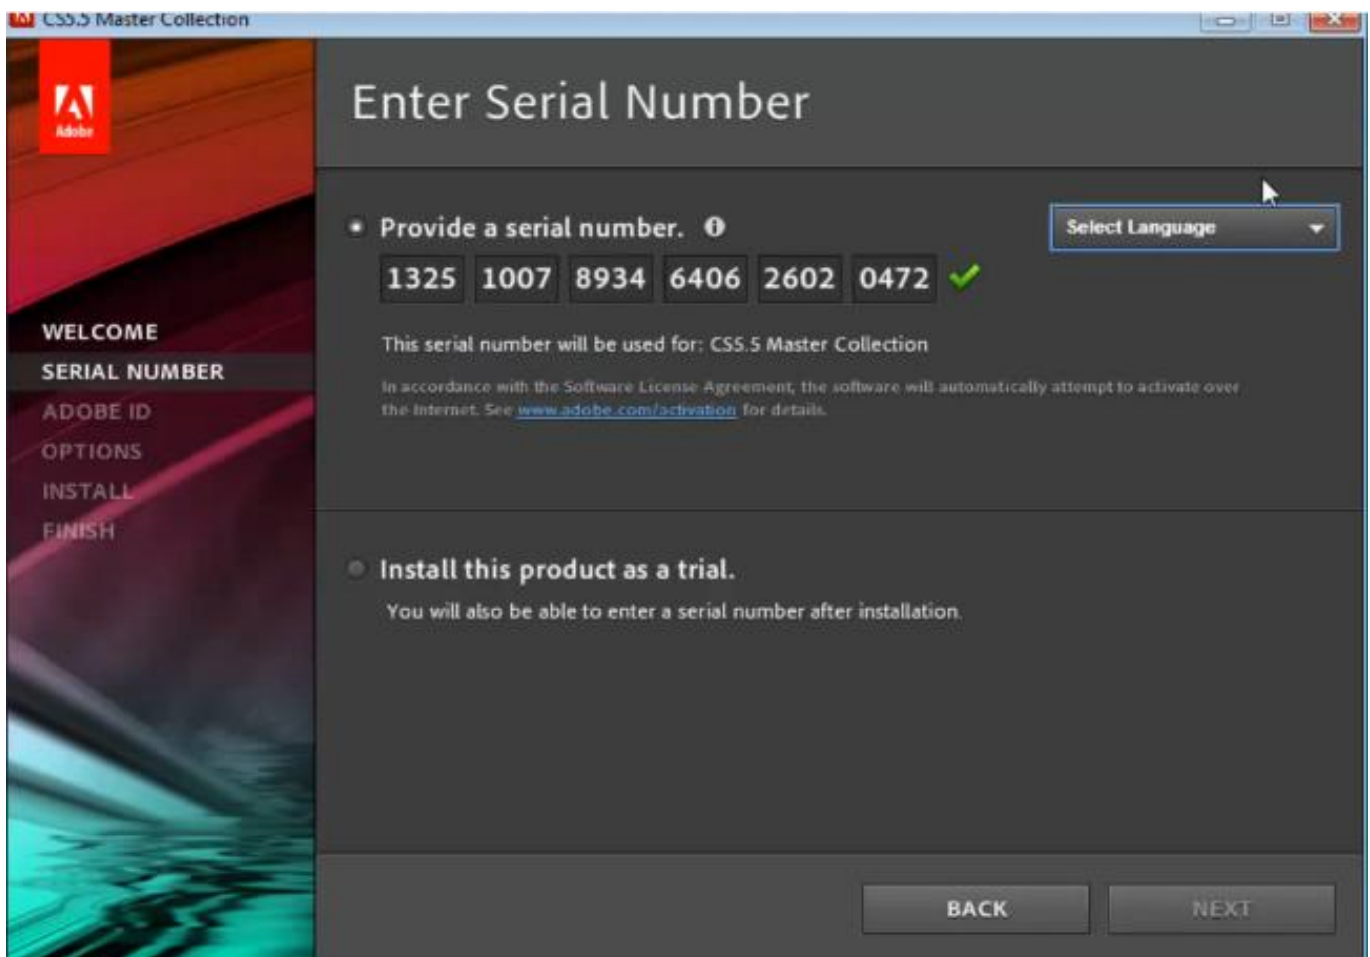 CS5.5 Master Collection
Adobe
Enter Serial Number
Provide a serial number.
Select Language
1325 1007 8934 6406 2602 0472
This serial number will be used for: CS5.5 Master Collection
In accordance with the Software License Agreement, the software will automatically attempt to activate over
the Internet. See www.adobe.com/activation for details.
WELCOME
SERIAL NUMBER
ADOBE ID
OPTIONS
INSTALL
FINISH
Install this product as a trial.
You will also be able to enter a serial number after installation.
BACK
NEXT